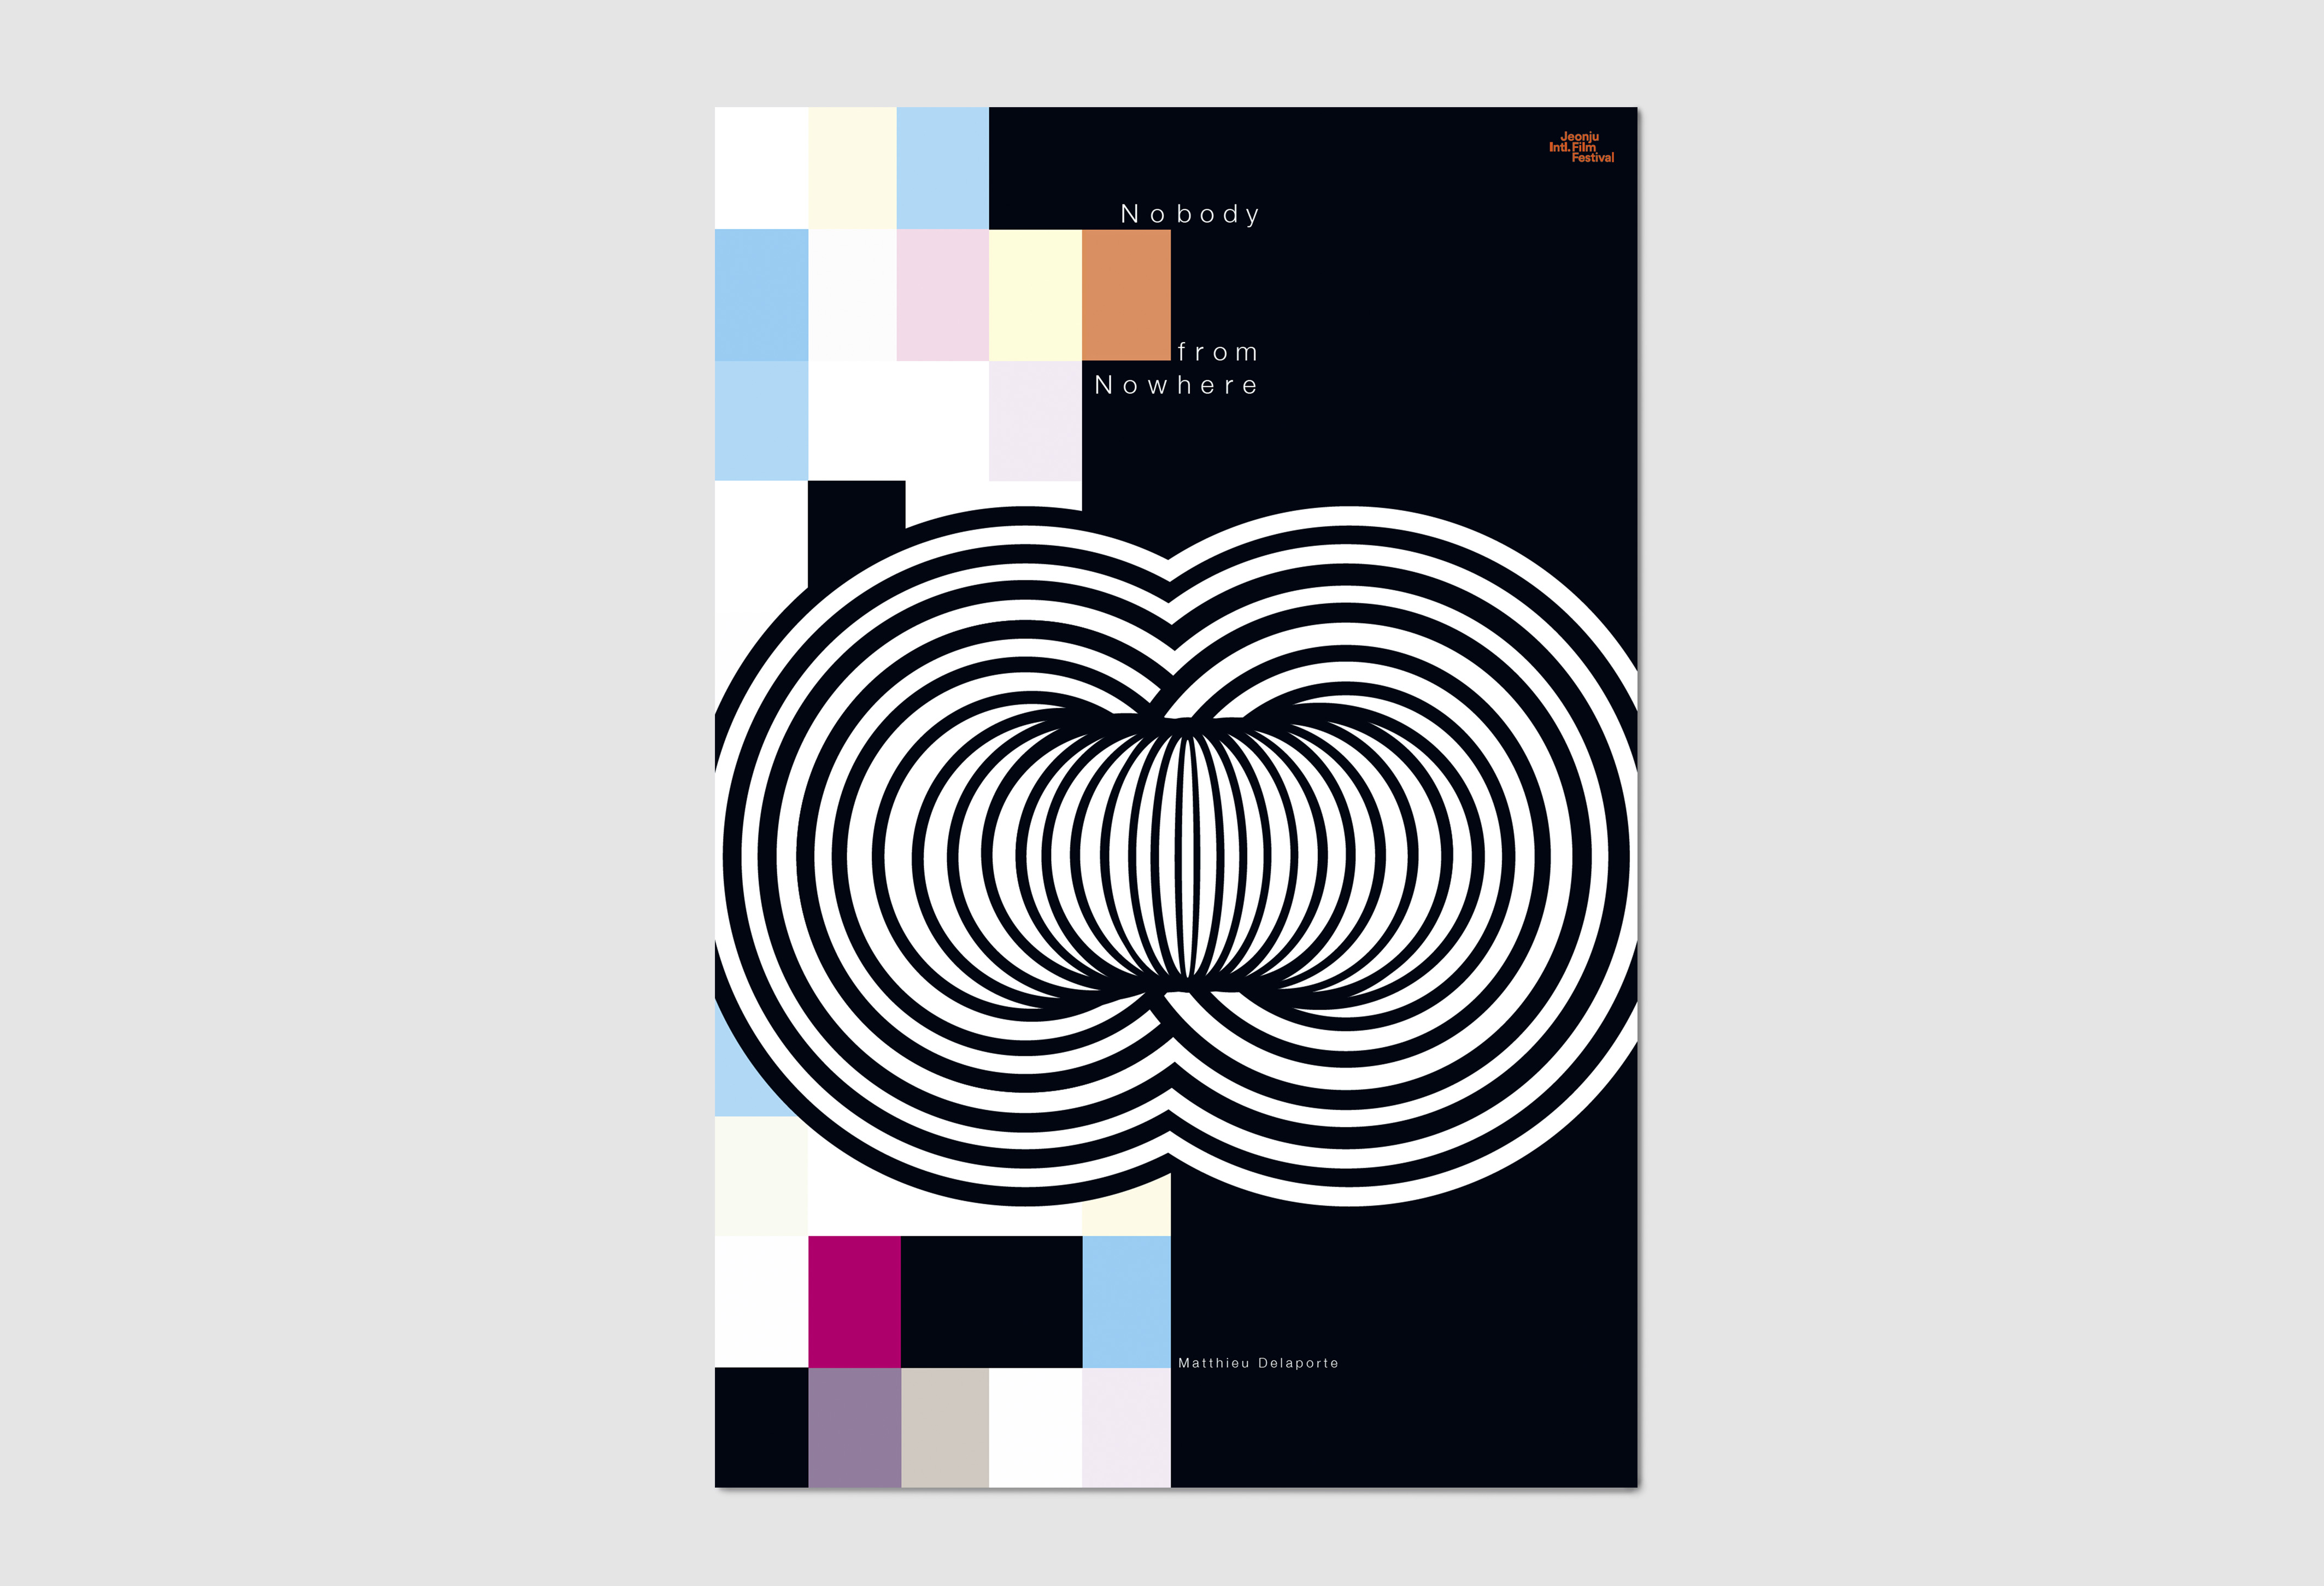 Jeonju
Intl. Film
Festival
Nobody
from
Nowhere
Matthieu Delaporte